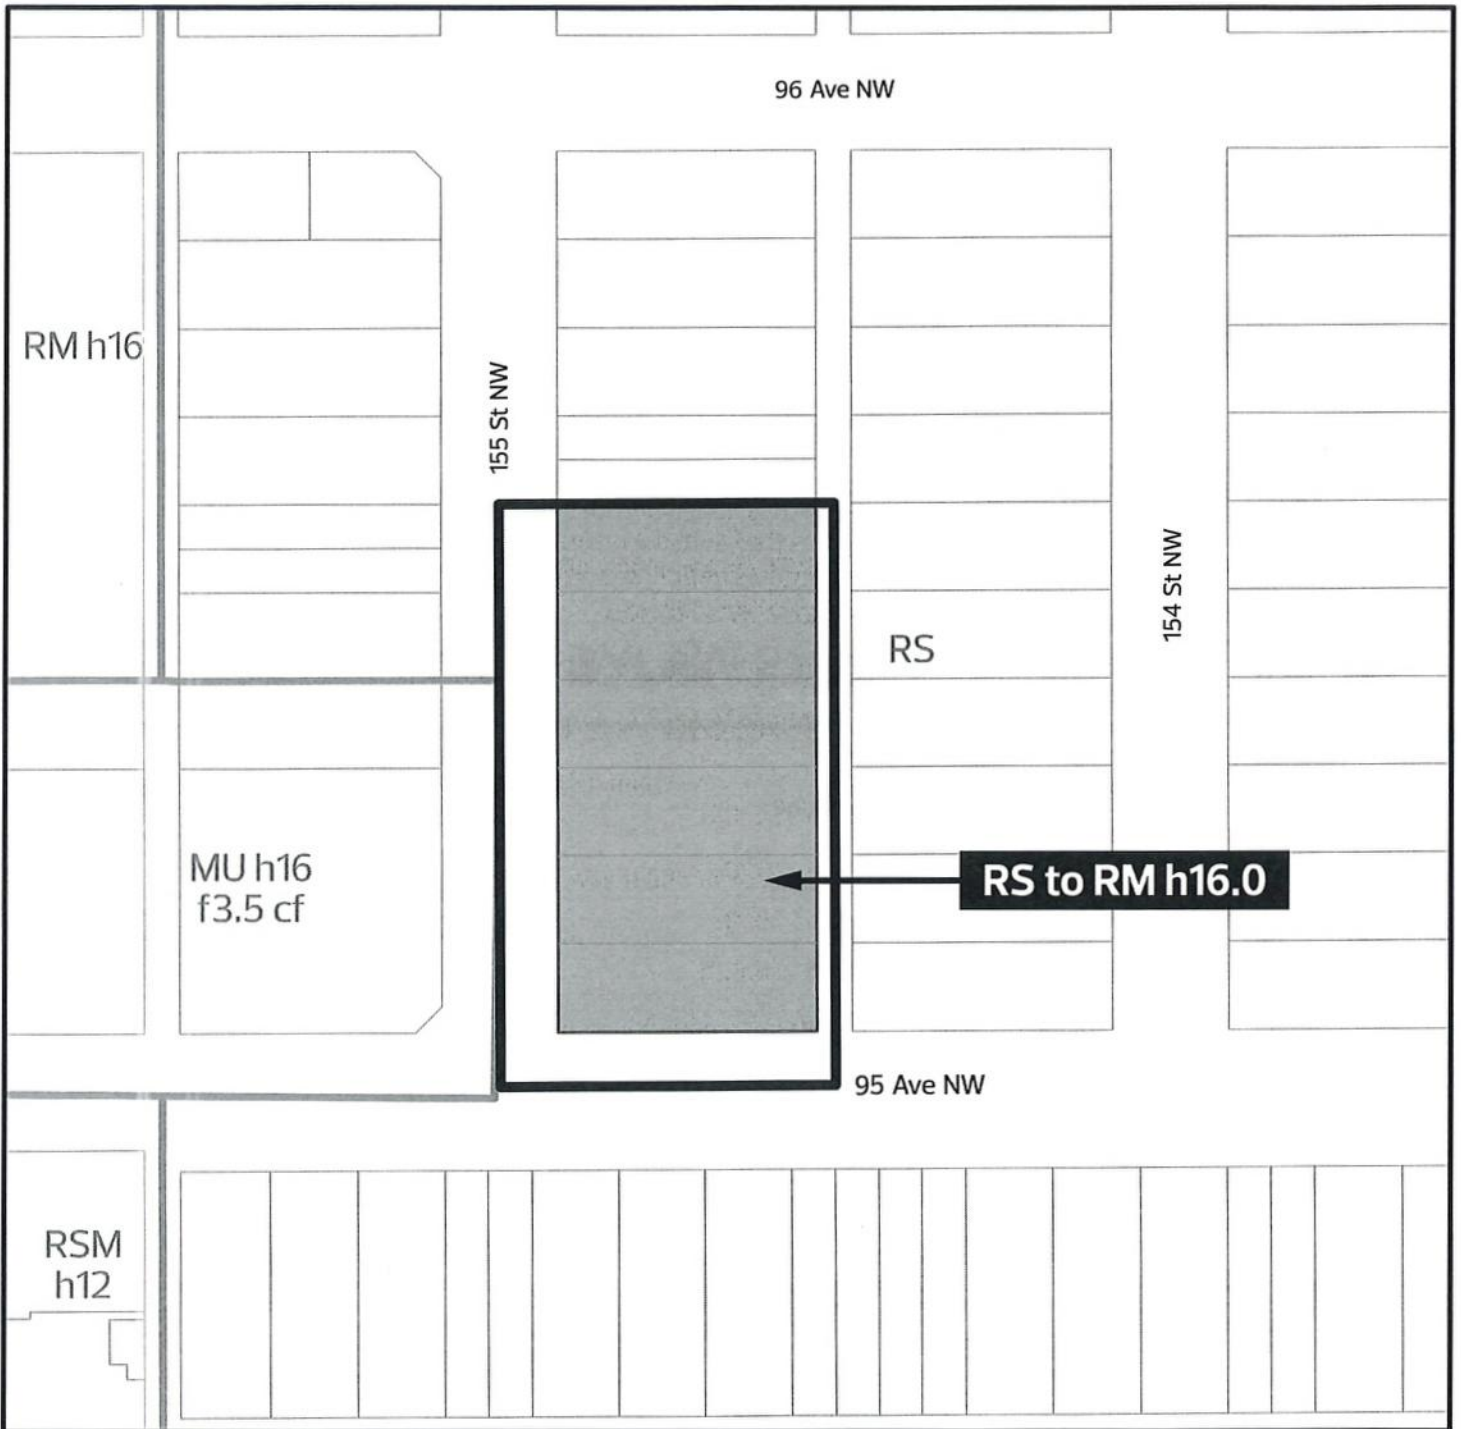 96 Ave NW
RM h16
155 St NW
154 St NW
RS
MU h16
f3.5 cf
RS to RM h16.0
95 Ave NW
RSM
h12